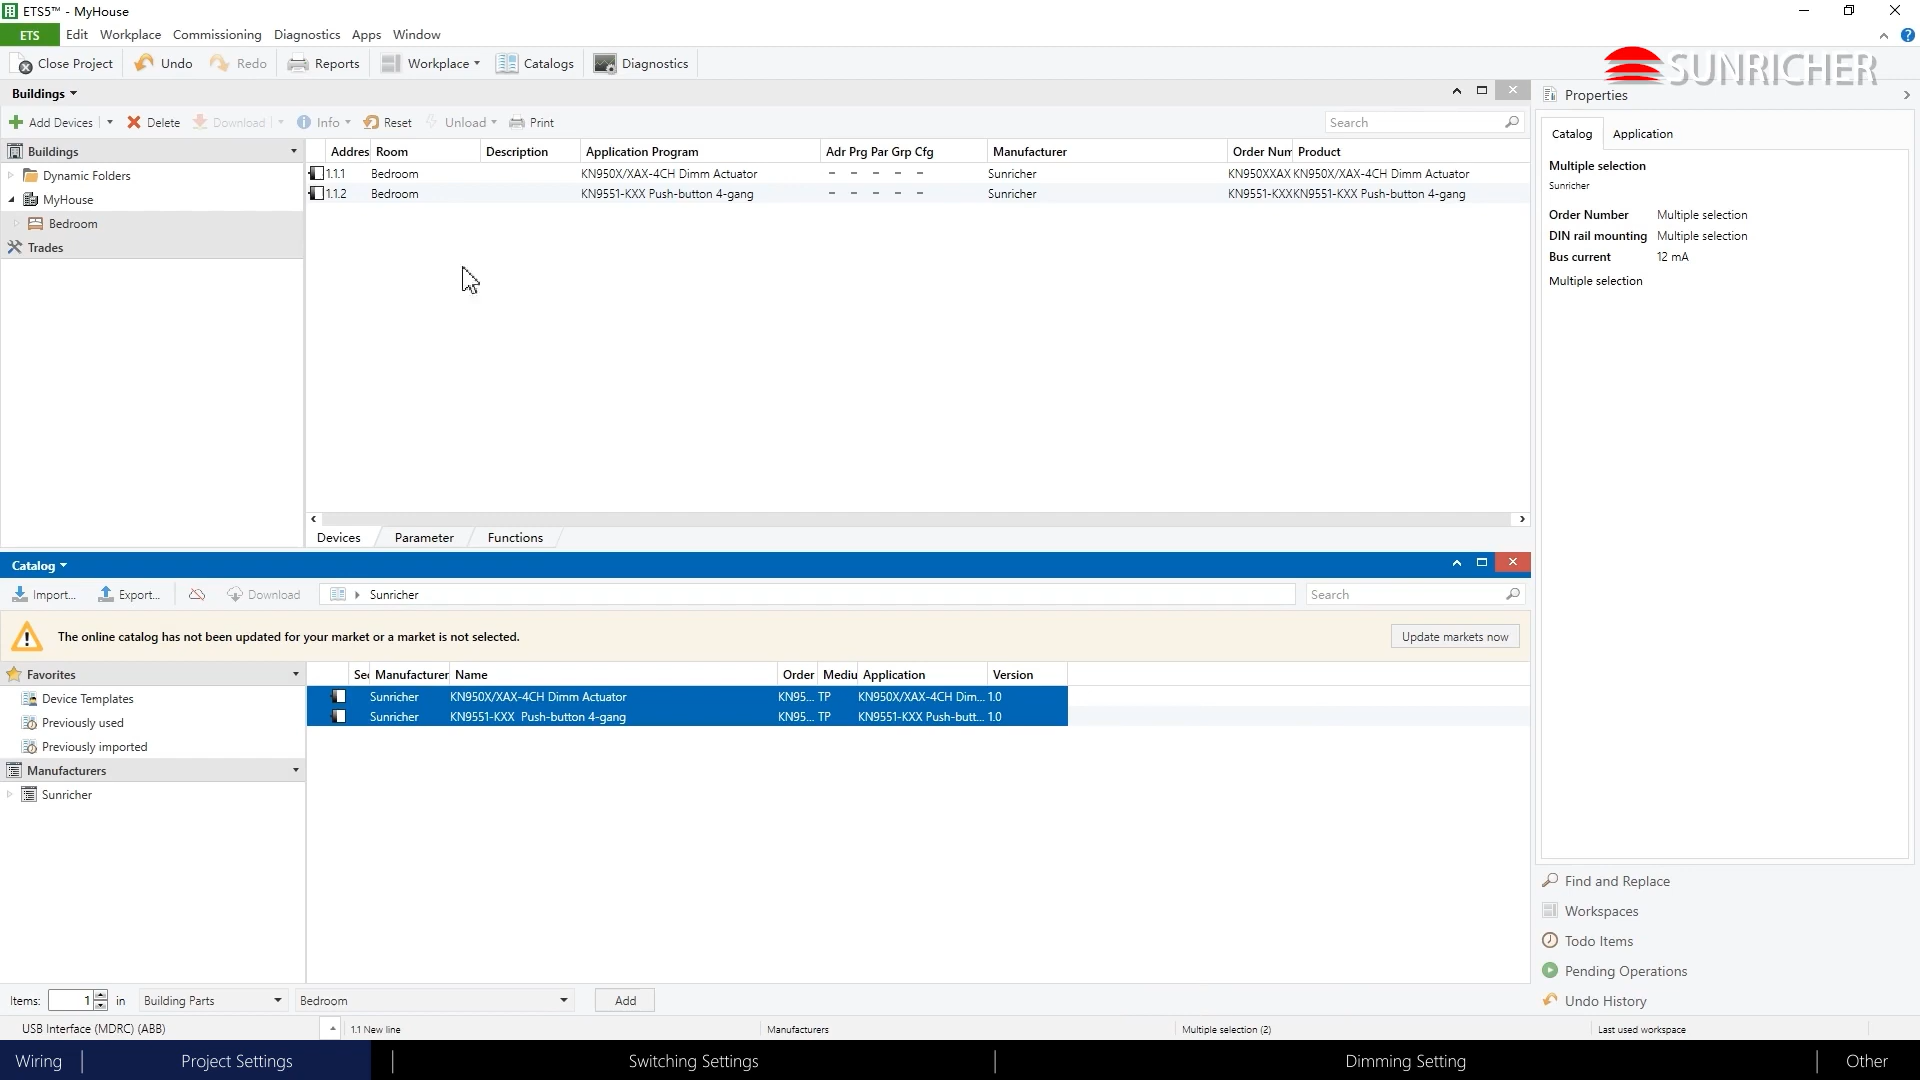 ETS5™ - MyHouse
ETS Edit Workplace Commissioning Diagnostics Apps Window
Close Project Undo Redo Reports Workplace Catalogs Diagnostics
SUNRICHER
Buildings
Properties
Add Devices Delete Download Info Reset Unload Print Search
Catalog Application
Buildings
Addres Room Description Application Program Adr Prg Par Grp Cfg Manufacturer Order Num Product
Dynamic Folders
1.1.1 Bedroom KN950X/XAX-4CH Dimm Actuator - - - - - Sunricher KN950XXAX KN950X/XAX-4CH Dimm Actuator
MyHouse
1.1.2 Bedroom KN9551-KXX Push-button 4-gang - - - - - Sunricher KN9551-KXX KN9551-KXX Push-button 4-gang
Bedroom
Trades
Multiple selection
Sunricher
Order Number Multiple selection
DIN rail mounting Multiple selection
Bus current 12 mA
Multiple selection
Devices Parameter Functions
Catalog
Import... Export... Download Sunricher Search
The online catalog has not been updated for your market or a market is not selected. Update markets now
Favorites
Sec Manufacturer Name Order Mediu Application Version
Device Templates
Sunricher KN950X/XAX-4CH Dimm Actuator KN95... TP KN950X/XAX-4CH Dim... 1.0
Previously used
Sunricher KN9551-KXX Push-button 4-gang KN95... TP KN9551-KXX Push-butt... 1.0
Previously imported
Manufacturers
Sunricher
Find and Replace
Workspaces
Todo Items
Pending Operations
Undo History
Items: 1 in Building Parts Bedroom Add
USB Interface (MDRC) (ABB) 1.1 New line Manufacturers Multiple selection (2) Last used workspace
Wiring Project Settings Switching Settings Dimming Setting Other